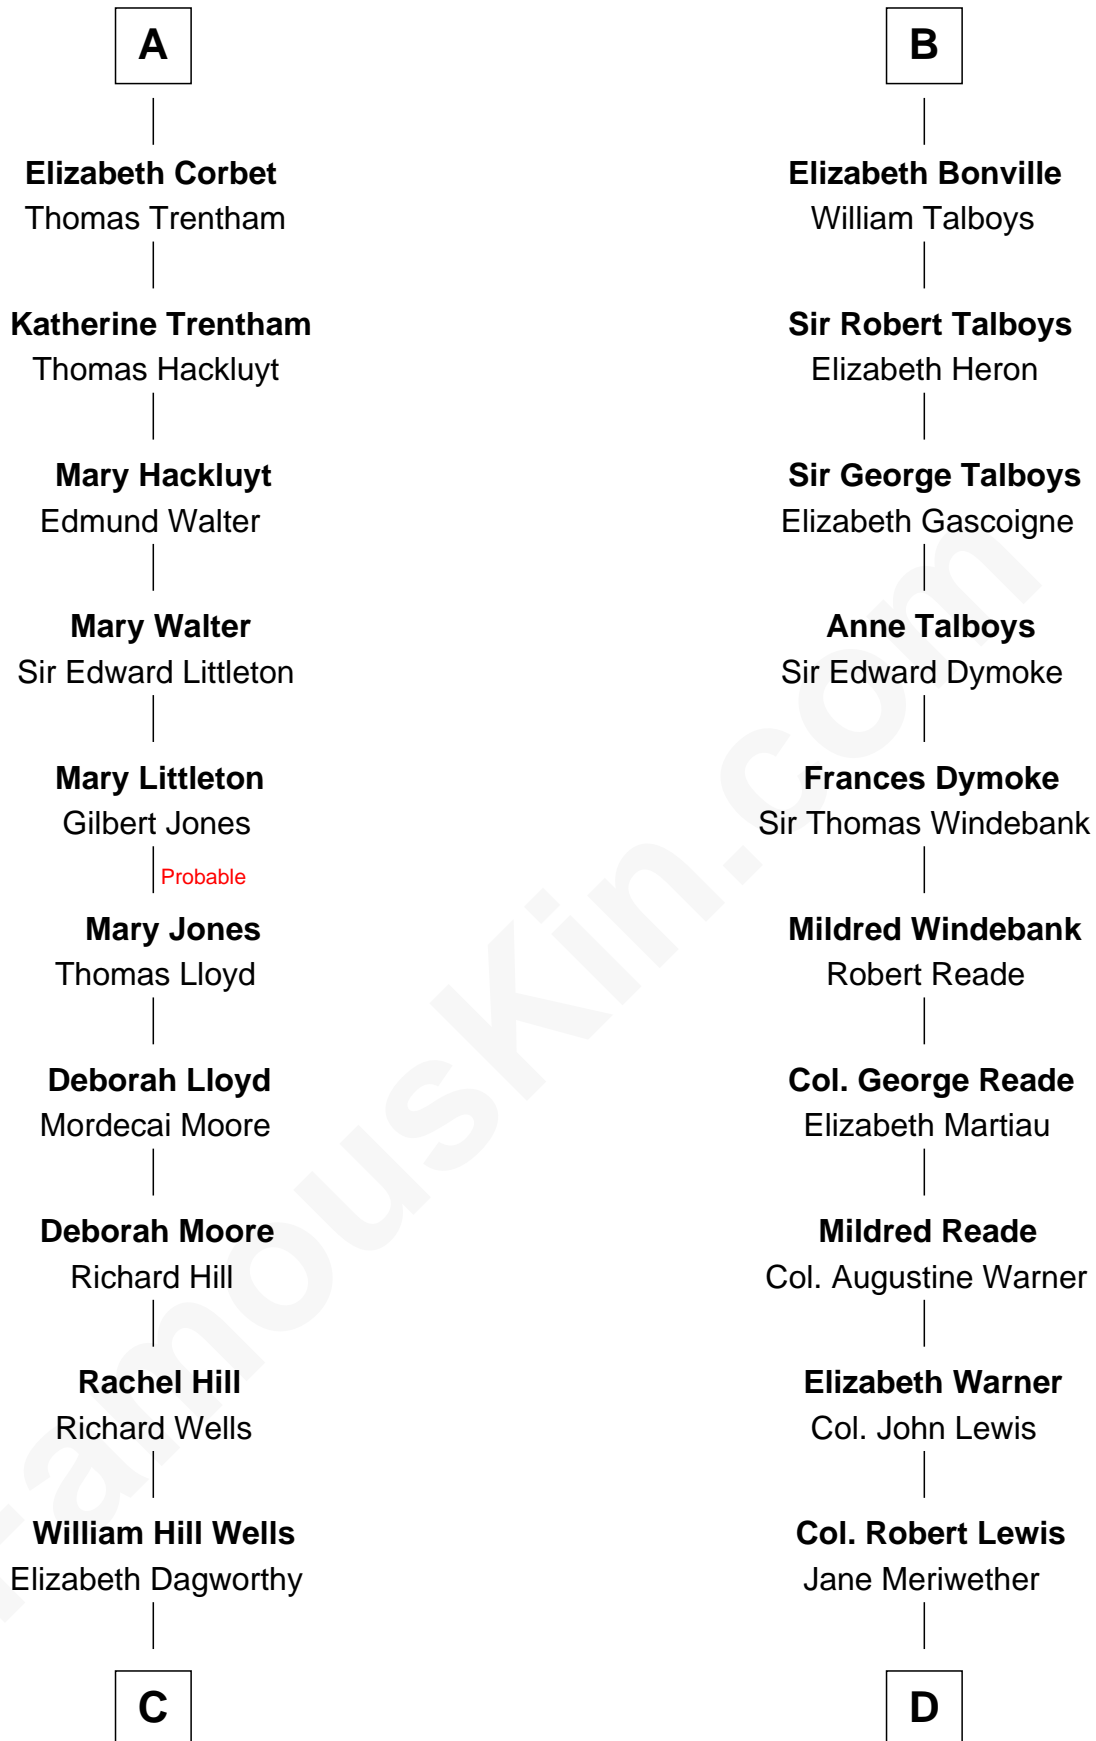 A
Elizabeth Corbet
Thomas Trentham
Katherine Trentham
Thomas Hackluyt
Mary Hackluyt
Edmund Walter
Mary Walter
Sir Edward Littleton
Mary Littleton
Gilbert Jones
Probable
Mary Jones
Thomas Lloyd
Deborah Lloyd
Mordecai Moore
Deborah Moore
Richard Hill
Rachel Hill
Richard Wells
William Hill Wells
Elizabeth Dagworthy
C
B
Elizabeth Bonville
William Talboys
Sir Robert Talboys
Elizabeth Heron
Sir George Talboys
Elizabeth Gascoigne
Anne Talboys
Sir Edward Dymoke
Frances Dymoke
Sir Thomas Windebank
Mildred Windebank
Robert Reade
Col. George Reade
Elizabeth Martiau
Mildred Reade
Col. Augustine Warner
Elizabeth Warner
Col. John Lewis
Col. Robert Lewis
Jane Meriwether
D
FamousKin.com